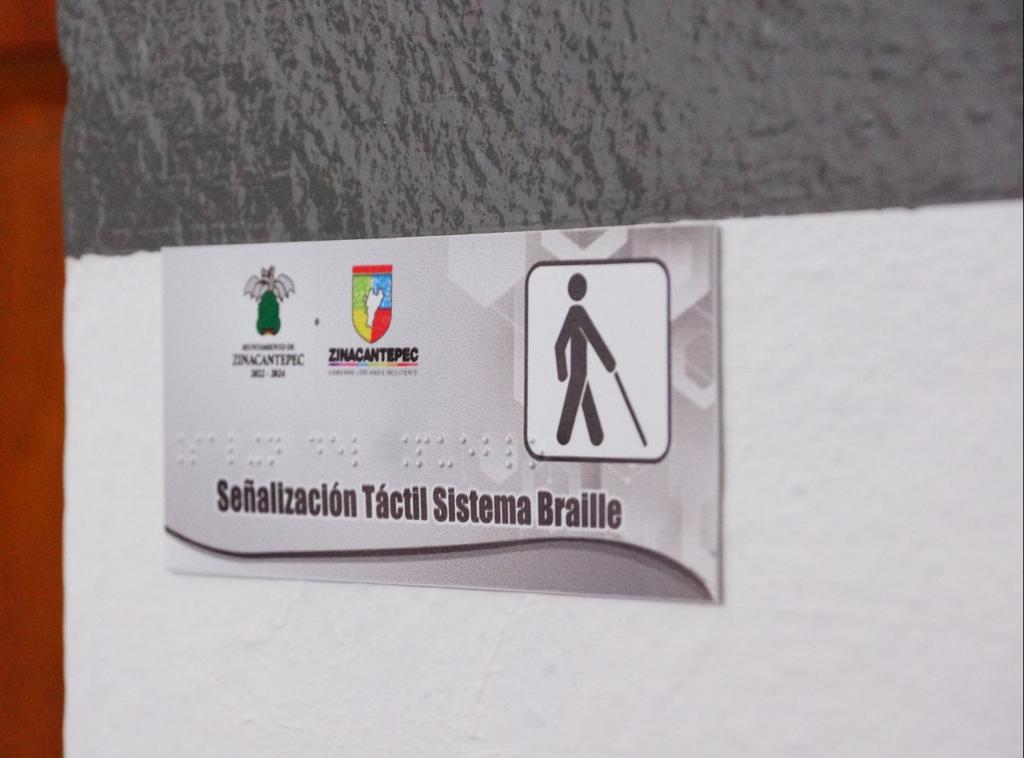 AYUNTAMIENTO DE
ZINACANTEPEC
2022 - 2024
ZINACANTEPEC
Señalización Táctil Sistema Braille